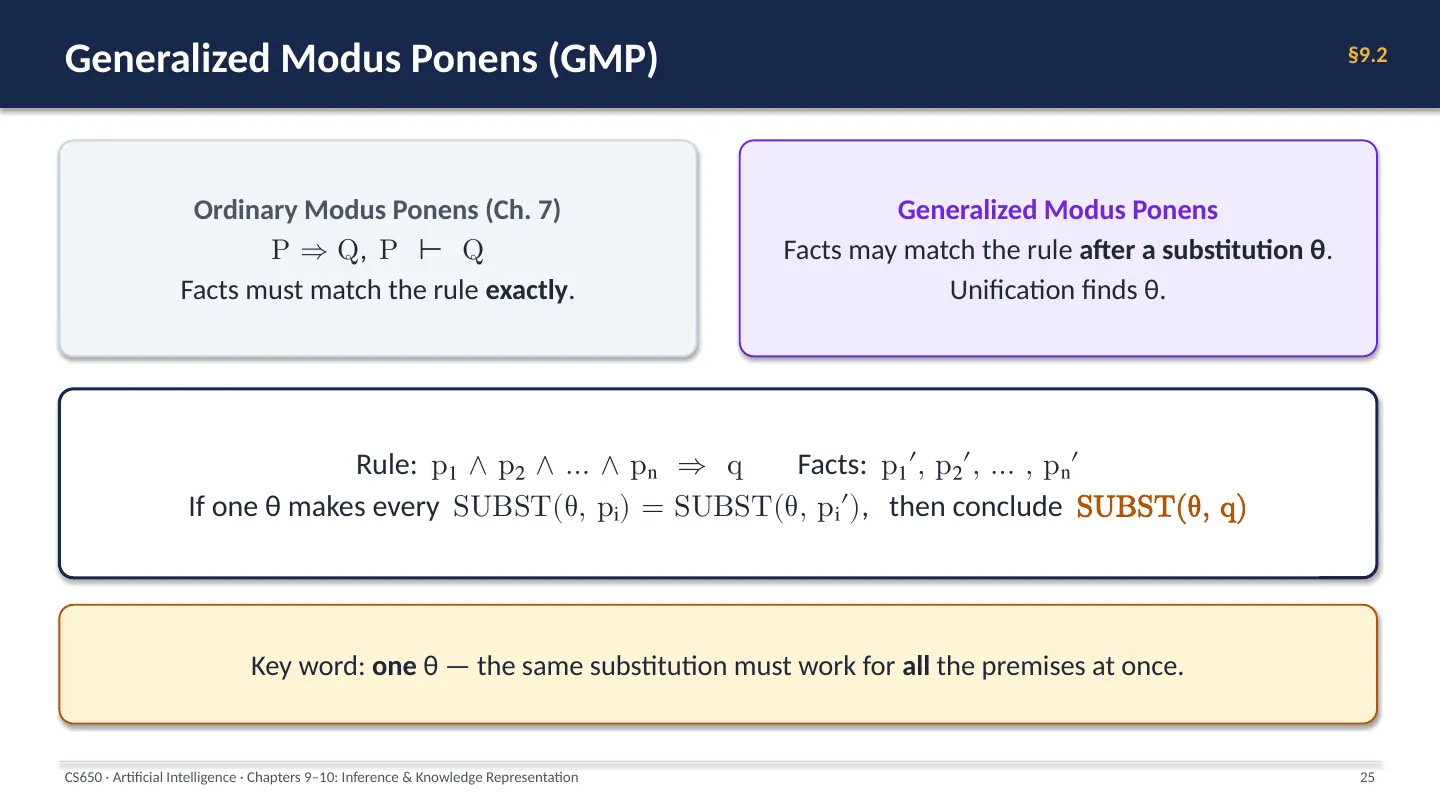 Generalized Modus Ponens (GMP)
§9.2
Ordinary Modus Ponens (Ch. 7)
P ⇒ Q, P ⊢ Q
Facts must match the rule exactly.
Generalized Modus Ponens
Facts may match the rule after a substitution θ.
Unification finds θ.
Rule: p₁ ∧ p₂ ∧ … ∧ pₙ ⇒ q Facts: p₁′, p₂′, … , pₙ′
If one θ makes every SUBST(θ, pᵢ) = SUBST(θ, pᵢ′), then conclude SUBST(θ, q)
Key word: one θ — the same substitution must work for all the premises at once.
CS650 · Artificial Intelligence · Chapters 9–10: Inference & Knowledge Representation
25